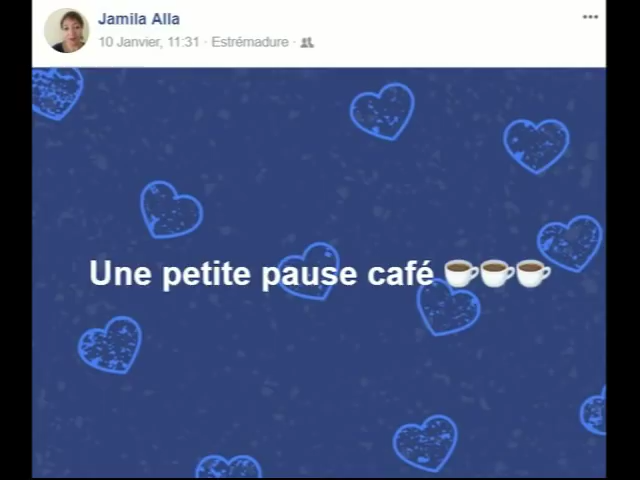 Jamila Alla
10 Janvier, 11:31 · Estrémadure ·
Une petite pause café ☕☕☕